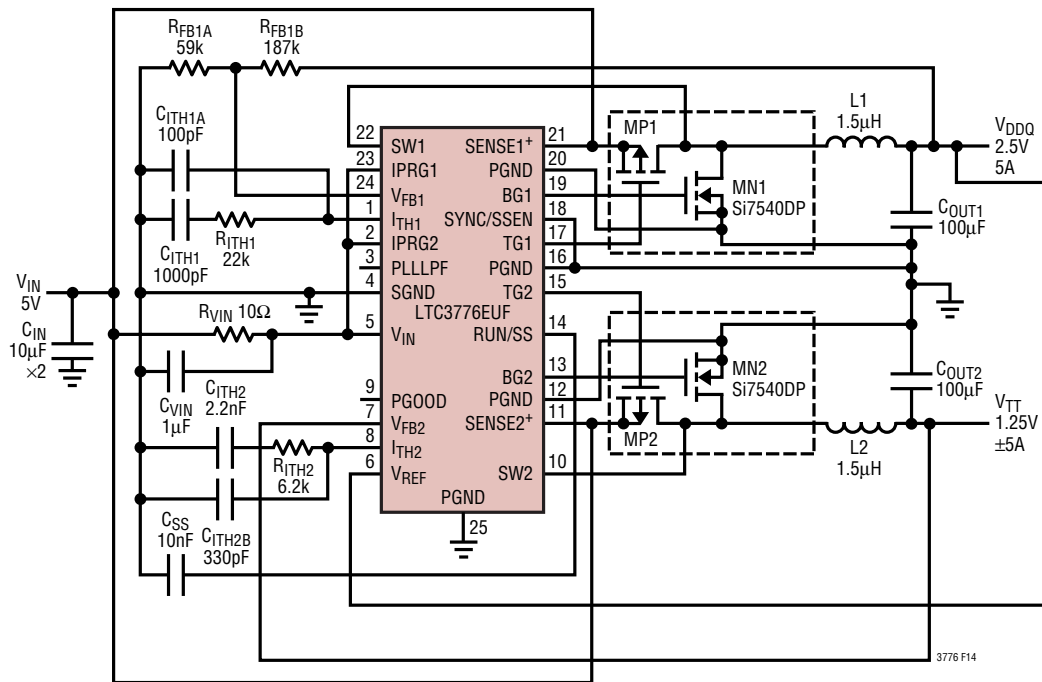 RFB1A
59k
RFB1B
187k
CITH1A
100pF
CITH1
1000pF
RITH1
22k
VIN
5V
CIN
10µF
×2
RVIN 10Ω
CVIN
1µF
CITH2
2.2nF
RITH2
6.2k
CITH2B
330pF
CSS
10nF
22
23
24
1
2
3
4
5
9
7
8
6
SW1
IPRG1
VFB1
ITH1
IPRG2
PLLLPF
SGND
LTC3776EUF
VIN
PGOOD
VFB2
ITH2
VREF
PGND
25
SENSE1+
PGND
BG1
SYNC/SSEN
TG1
PGND
TG2
RUN/SS
BG2
PGND
SENSE2+
SW2
21
20
19
18
17
16
15
14
13
12
11
10
MP1
MN1
Si7540DP
L1
1.5µH
VDDQ
2.5V
5A
COUT1
100µF
MN2
Si7540DP
MP2
COUT2
100µF
L2
1.5µH
VTT
1.25V
±5A
3776 F14